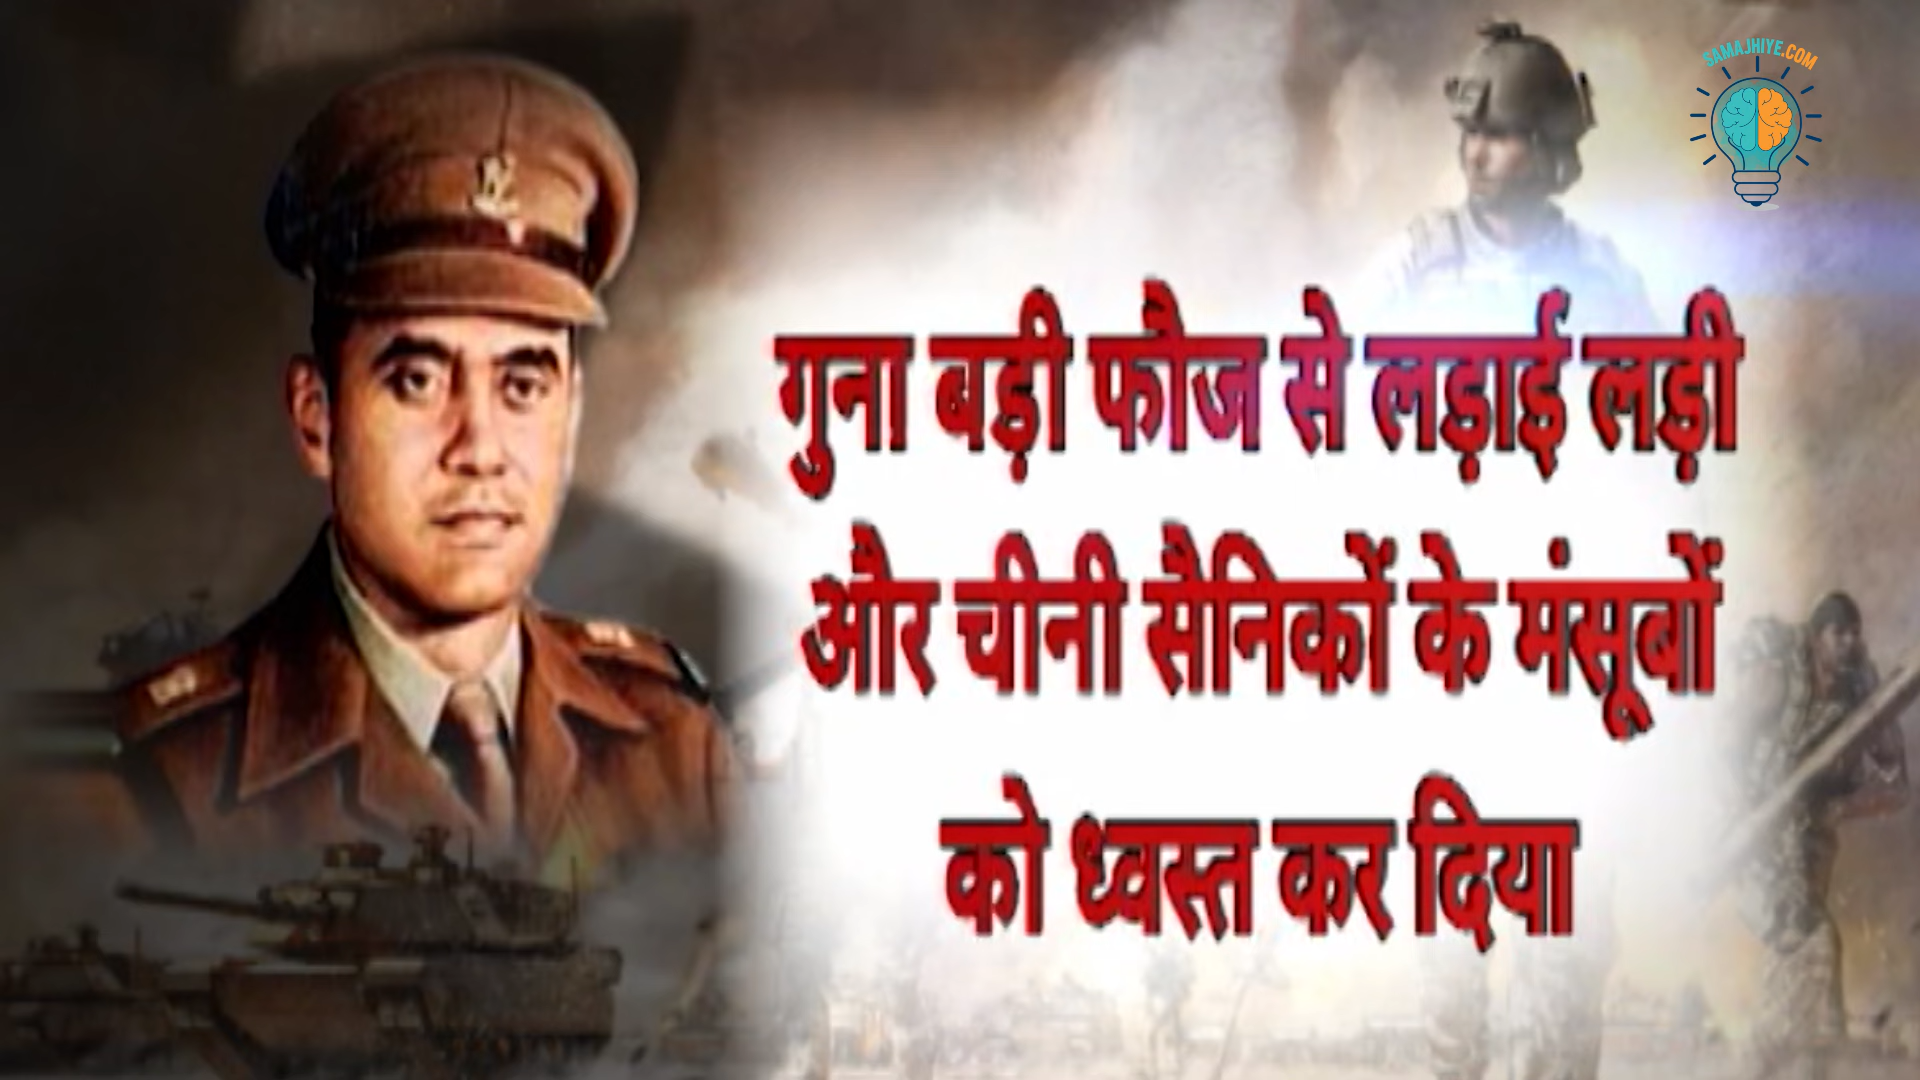 SAMAJHIYE.COM
गुना बड़ी फौज से लड़ाई लड़ी
और चीनी सैनिकों के मंसूबों
को ध्वस्त कर दिया